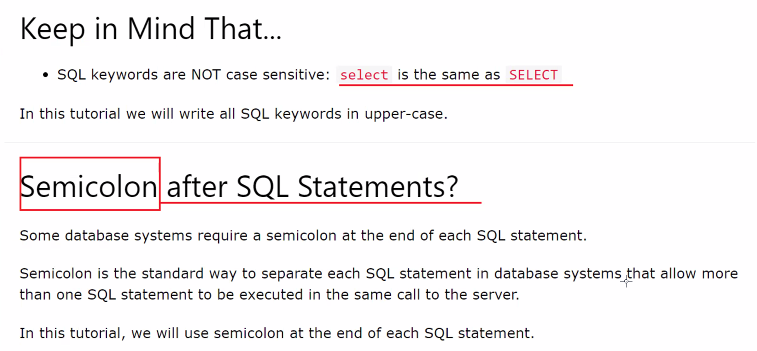 Keep in Mind That...
• SQL keywords are NOT case sensitive: select is the same as SELECT
In this tutorial we will write all SQL keywords in upper-case.
Semicolon after SQL Statements?
Some database systems require a semicolon at the end of each SQL statement.
Semicolon is the standard way to separate each SQL statement in database systems that allow more
than one SQL statement to be executed in the same call to the server.
In this tutorial, we will use semicolon at the end of each SQL statement.